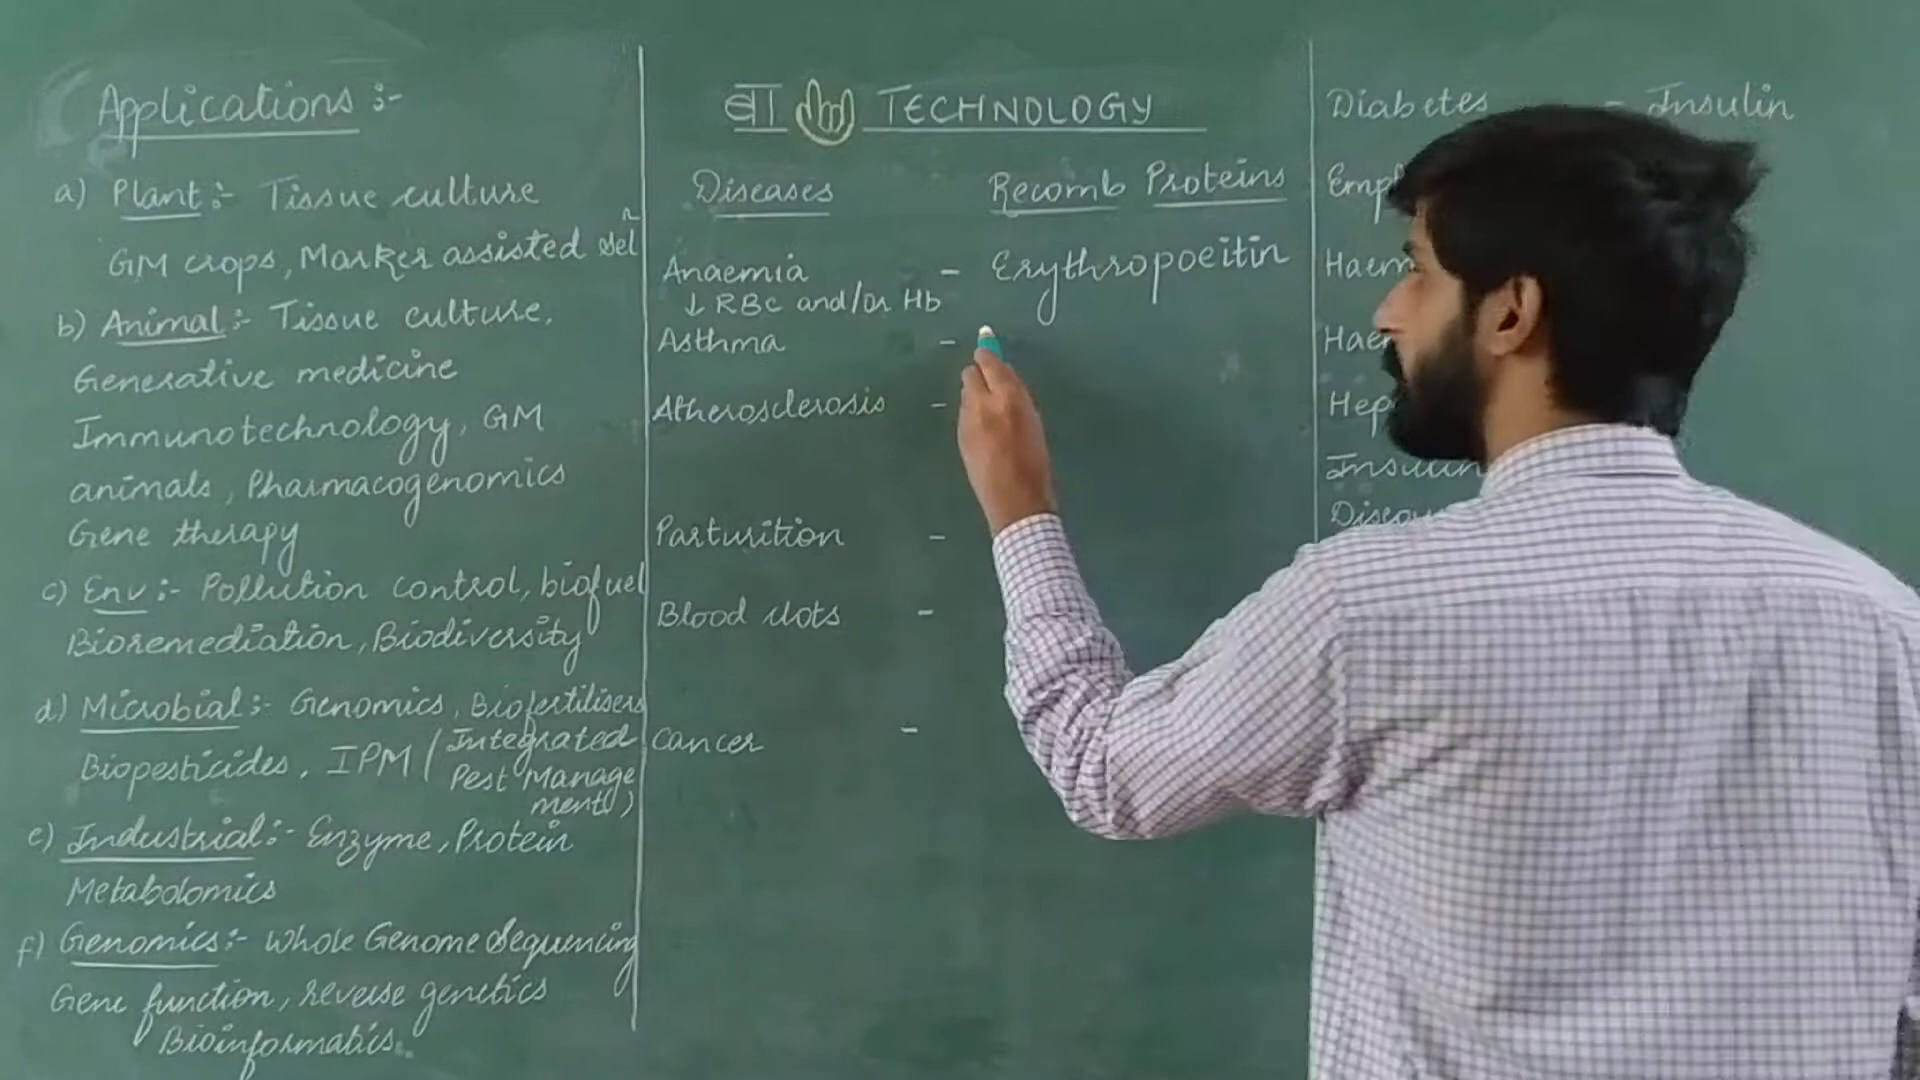 Applications :-
a) Plant :- Tissue culture
GM crops, Marker assisted selⁿ
b) Animal :- Tissue culture,
Generative medicine
Immunotechnology, GM
animals, Pharmacogenomics
Gene therapy
c) Env :- Pollution control, biofuel
Bioremediation, Biodiversity
d) Microbial :- Genomics, Biofertilisers
Biopesticides, IPM (Integrated
Pest Manage
ment)
e) Industrial :- Enzyme, Protein
Metabolomics
f) Genomics :- Whole Genome Sequencing
Gene function, reverse genetics
Bioinformatics.
बा TECHNOLOGY
Diseases Recomb Proteins
Anaemia - Erythropoeitin
↓ RBC and/or Hb
Asthma -
Atherosclerosis -
Parturition -
Blood clots -
Cancer -
Diabetes - Insulin